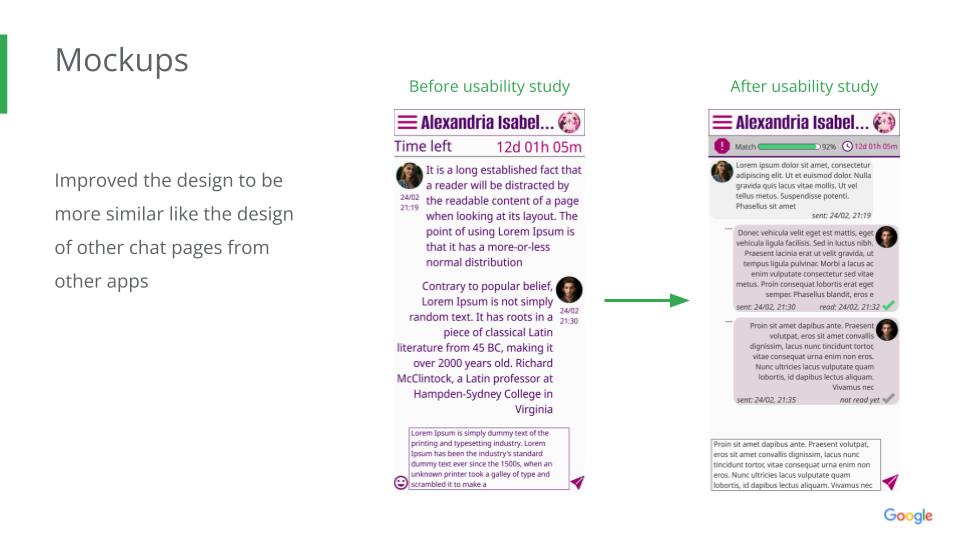 Mockups
Improved the design to be
more similar like the design
of other chat pages from
other apps
Before usability study
Alexandria Isabel...
Time left 12d 01h 05m
It is a long established fact that
a reader will be distracted by
the readable content of a page
when looking at its layout. The
point of using Lorem Ipsum is
that it has a more-or-less
normal distribution
24/02
21:19
Contrary to popular belief,
Lorem Ipsum is not simply
random text. It has roots in a
piece of classical Latin
literature from 45 BC, making it
over 2000 years old. Richard
McClintock, a Latin professor at
Hampden-Sydney College in
Virginia
24/02
21:30
Lorem Ipsum is simply dummy text of the
printing and typesetting industry. Lorem
Ipsum has been the industry's standard
dummy text ever since the 1500s, when an
unknown printer took a galley of type and
scrambled it to make a
After usability study
Alexandria Isabel...
Match 92% 12d 01h 05m
Lorem ipsum dolor sit amet, consectetur
adipiscing elit. Ut et euismod dolor. Nulla
gravida quis lacus vitae mollis. Ut vel
tellus metus. Suspendisse potenti.
Phasellus sit amet
sent: 24/02, 21:19
...
Donec vehicula velit eget est mattis, eget
vehicula ligula facilisis. Sed in luctus nibh.
Praesent lacinia erat ut velit gravida, ut
tempus ligula pulvinar. Morbi a lacus ac
enim vulputate consectetur sed vitae
metus. Proin consequat lobortis erat eget
semper. Phasellus blandit, eros e
sent: 24/02, 21:30 read: 24/02, 21:32
...
Proin sit amet dapibus ante. Praesent
volutpat, eros sit amet convallis
dignissim, lacus nunc tincidunt tortor,
vitae consequat urna enim non eros.
Nunc ultricies lacus vulputate quam
lobortis, id dapibus lectus aliquam.
Vivamus nec
sent: 24/02, 21:35 not read yet
Proin sit amet dapibus ante. Praesent volutpat,
eros sit amet convallis dignissim, lacus nunc
tincidunt tortor, vitae consequat urna enim non
eros. Nunc ultricies lacus vulputate quam
lobortis, id dapibus lectus aliquam. Vivamus nec
Google